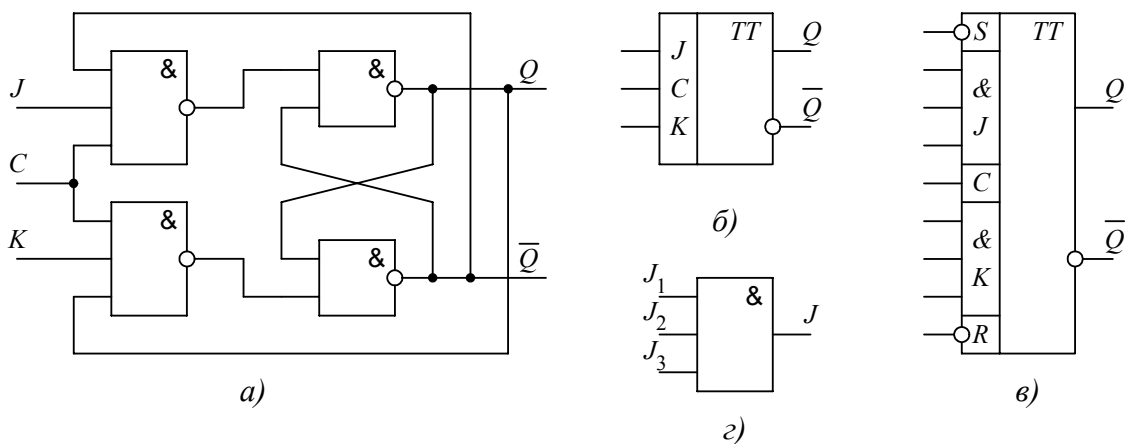 & & Q
J
C
K & & Q̅
а)
J TT Q
C
K Q̅
б)
J1 & J
J2
J3
г)
S TT
&
J Q
C
&
K Q̅
R
в)